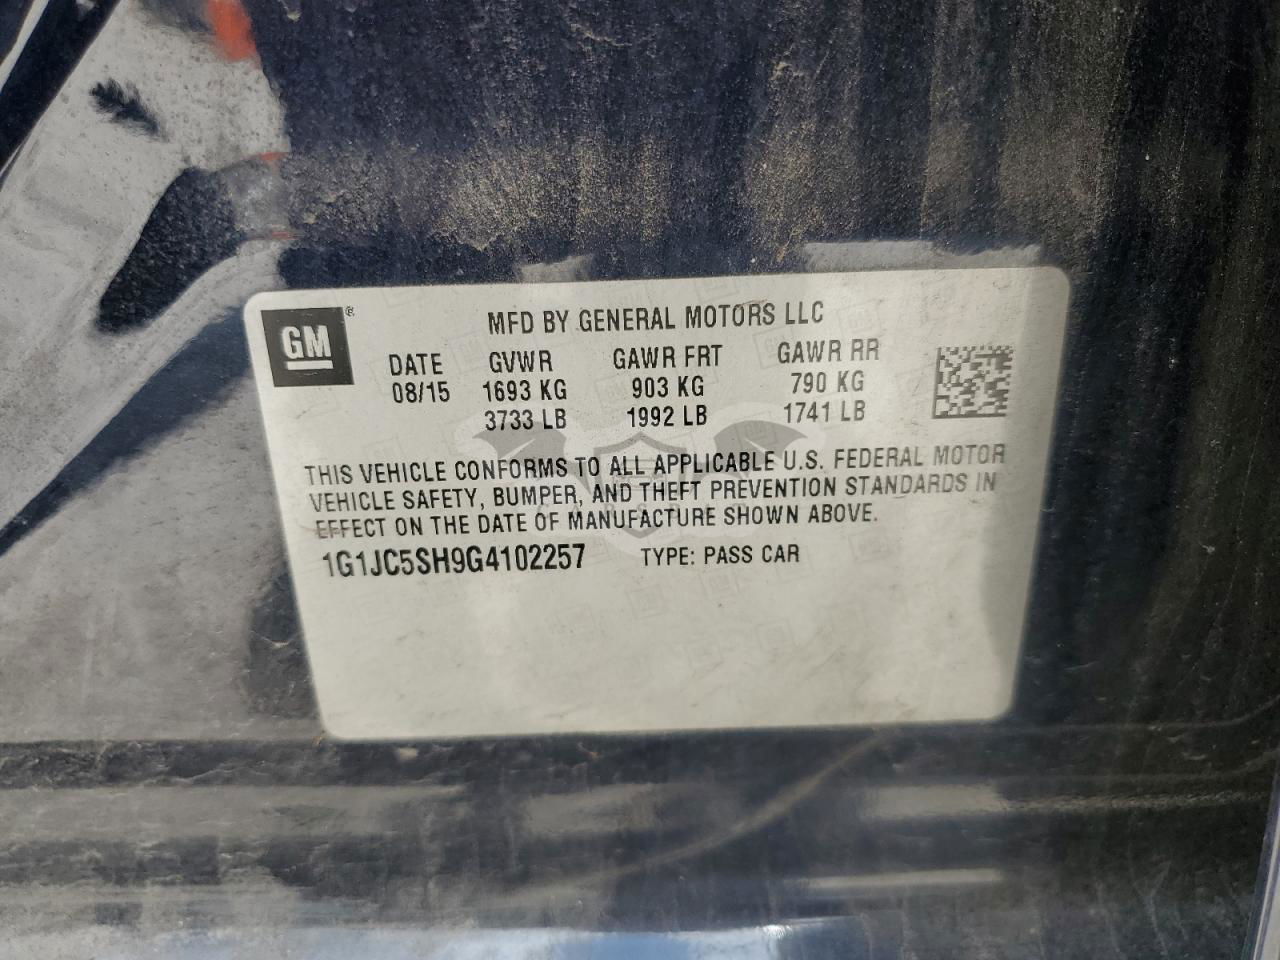 GM®
MFD BY GENERAL MOTORS LLC
DATE GVWR GAWR FRT GAWR RR
08/15 1693 KG 903 KG 790 KG
3733 LB 1992 LB 1741 LB
THIS VEHICLE CONFORMS TO ALL APPLICABLE U.S. FEDERAL MOTOR
VEHICLE SAFETY, BUMPER, AND THEFT PREVENTION STANDARDS IN
EFFECT ON THE DATE OF MANUFACTURE SHOWN ABOVE.
1G1JC5SH9G4102257 TYPE: PASS CAR